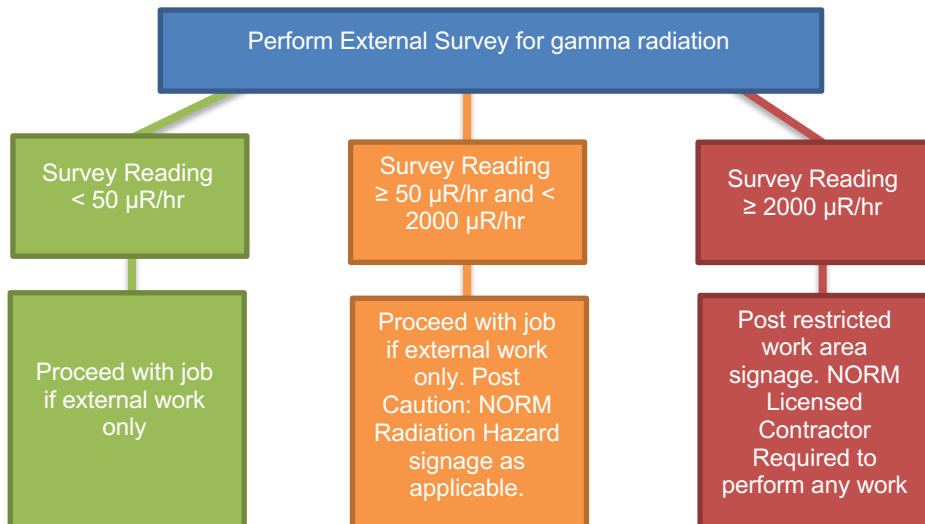 Perform External Survey for gamma radiation
Survey Reading
< 50 µR/hr
Survey Reading
≥ 50 µR/hr and <
2000 µR/hr
Survey Reading
≥ 2000 µR/hr
Proceed with job
if external work
only
Proceed with job
if external work
only. Post
Caution: NORM
Radiation Hazard
signage as
applicable.
Post restricted
work area
signage. NORM
Licensed
Contractor
Required to
perform any work